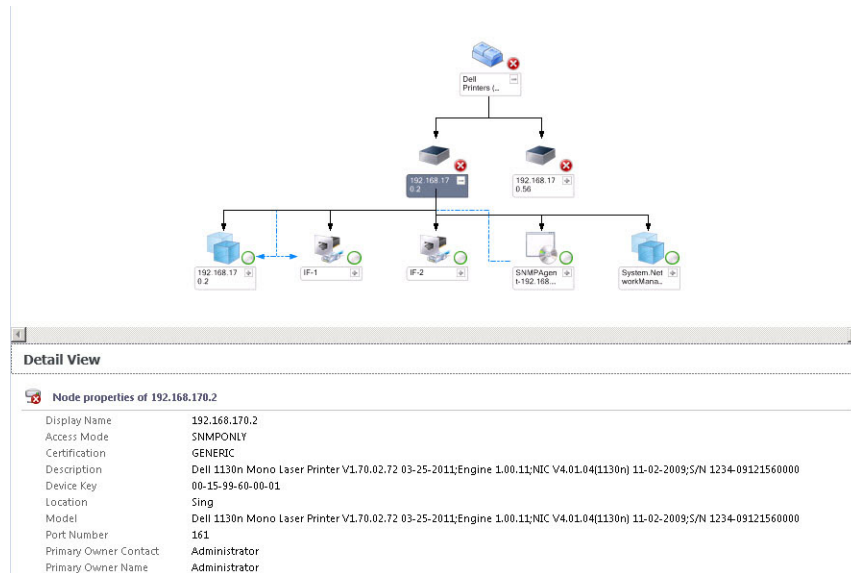 Dell
Printers (...
192.168.17
0.2
192.168.17
0.56
192.168.17
0.2
IF-1
IF-2
SNMPAgen
t-192.168...
System.Net
workMana..
Detail View
Node properties of 192.168.170.2
Display Name 192.168.170.2
Access Mode SNMPONLY
Certification GENERIC
Description Dell 1130n Mono Laser Printer V1.70.02.72 03-25-2011;Engine 1.00.11;NIC V4.01.04(1130n) 11-02-2009;S/N 1234-09121560000
Device Key 00-15-99-60-00-01
Location Sing
Model Dell 1130n Mono Laser Printer V1.70.02.72 03-25-2011;Engine 1.00.11;NIC V4.01.04(1130n) 11-02-2009;S/N 1234-09121560000
Port Number 161
Primary Owner Contact Administrator
Primary Owner Name Administrator